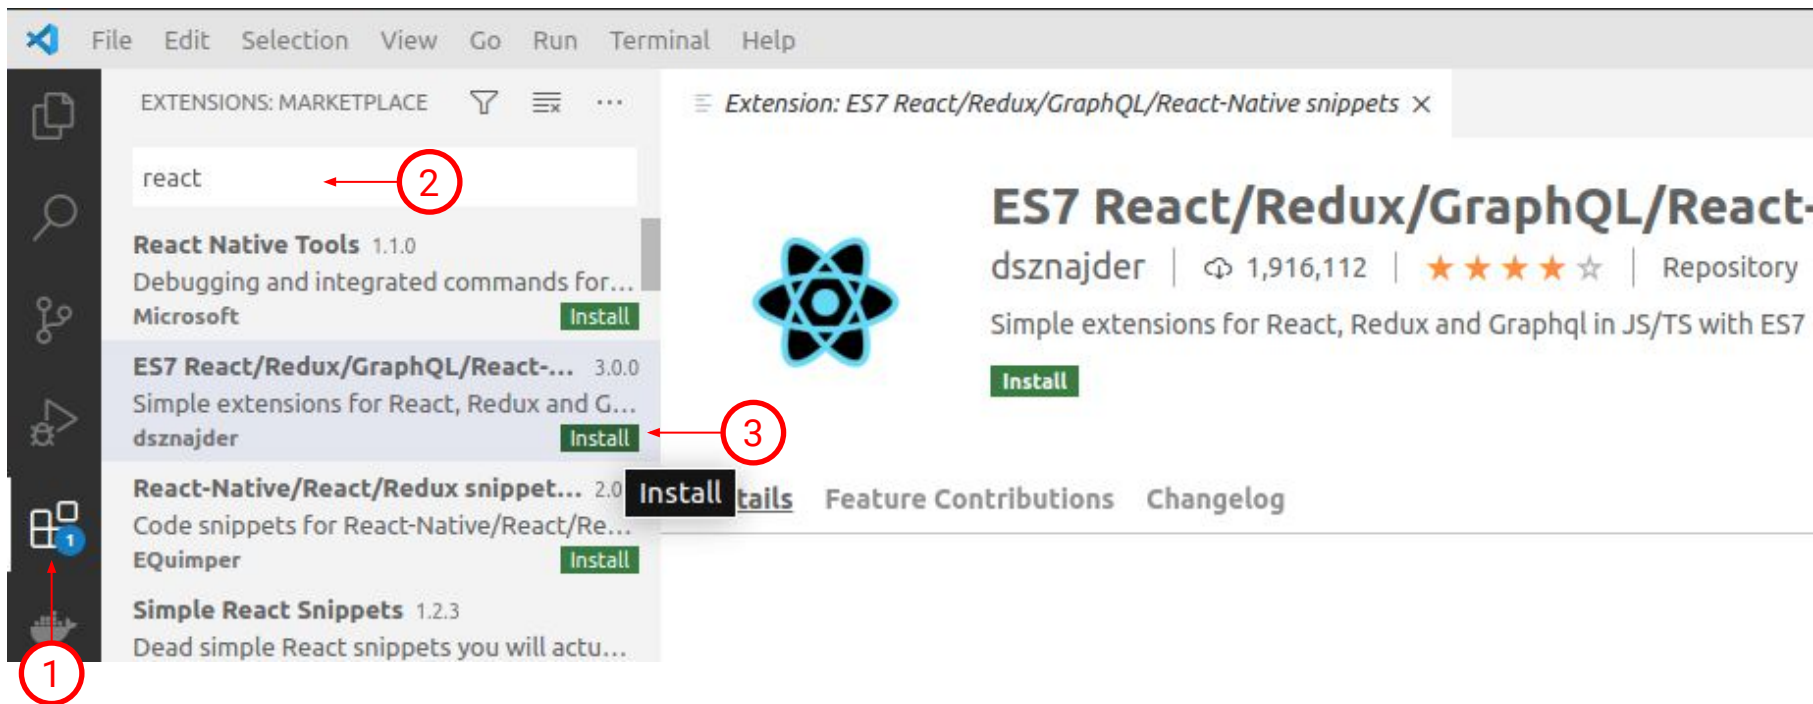 File Edit Selection View Go Run Terminal Help
EXTENSIONS: MARKETPLACE
react
2
React Native Tools 1.1.0
Debugging and integrated commands for...
Microsoft Install
ES7 React/Redux/GraphQL/React-... 3.0.0
Simple extensions for React, Redux and G...
dsznajder Install
3
React-Native/React/Redux snippet... 2.0
Code snippets for React-Native/React/Re...
EQuimper Install
Simple React Snippets 1.2.3
Dead simple React snippets you will actu...
1
1
Install
Extension: ES7 React/Redux/GraphQL/React-Native snippets
ES7 React/Redux/GraphQL/React-
dsznajder 1,916,112 Repository
Simple extensions for React, Redux and Graphql in JS/TS with ES7
Install
tails Feature Contributions Changelog